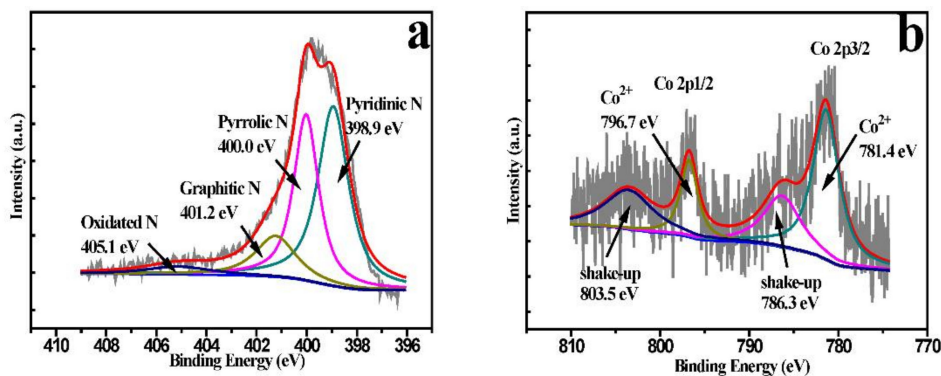 a
Pyridinic N
398.9 eV
Pyrrolic N
400.0 eV
Graphitic N
401.2 eV
Oxidated N
405.1 eV
Intensity (a.u.)
410 408 406 404 402 400 398 396
Binding Energy (eV)
b
Co 2p3/2
Co 2p1/2
Co2+
796.7 eV
Co2+
781.4 eV
shake-up
803.5 eV
shake-up
786.3 eV
Intensity (a.u.)
810 800 790 780 770
Binding Energy (eV)